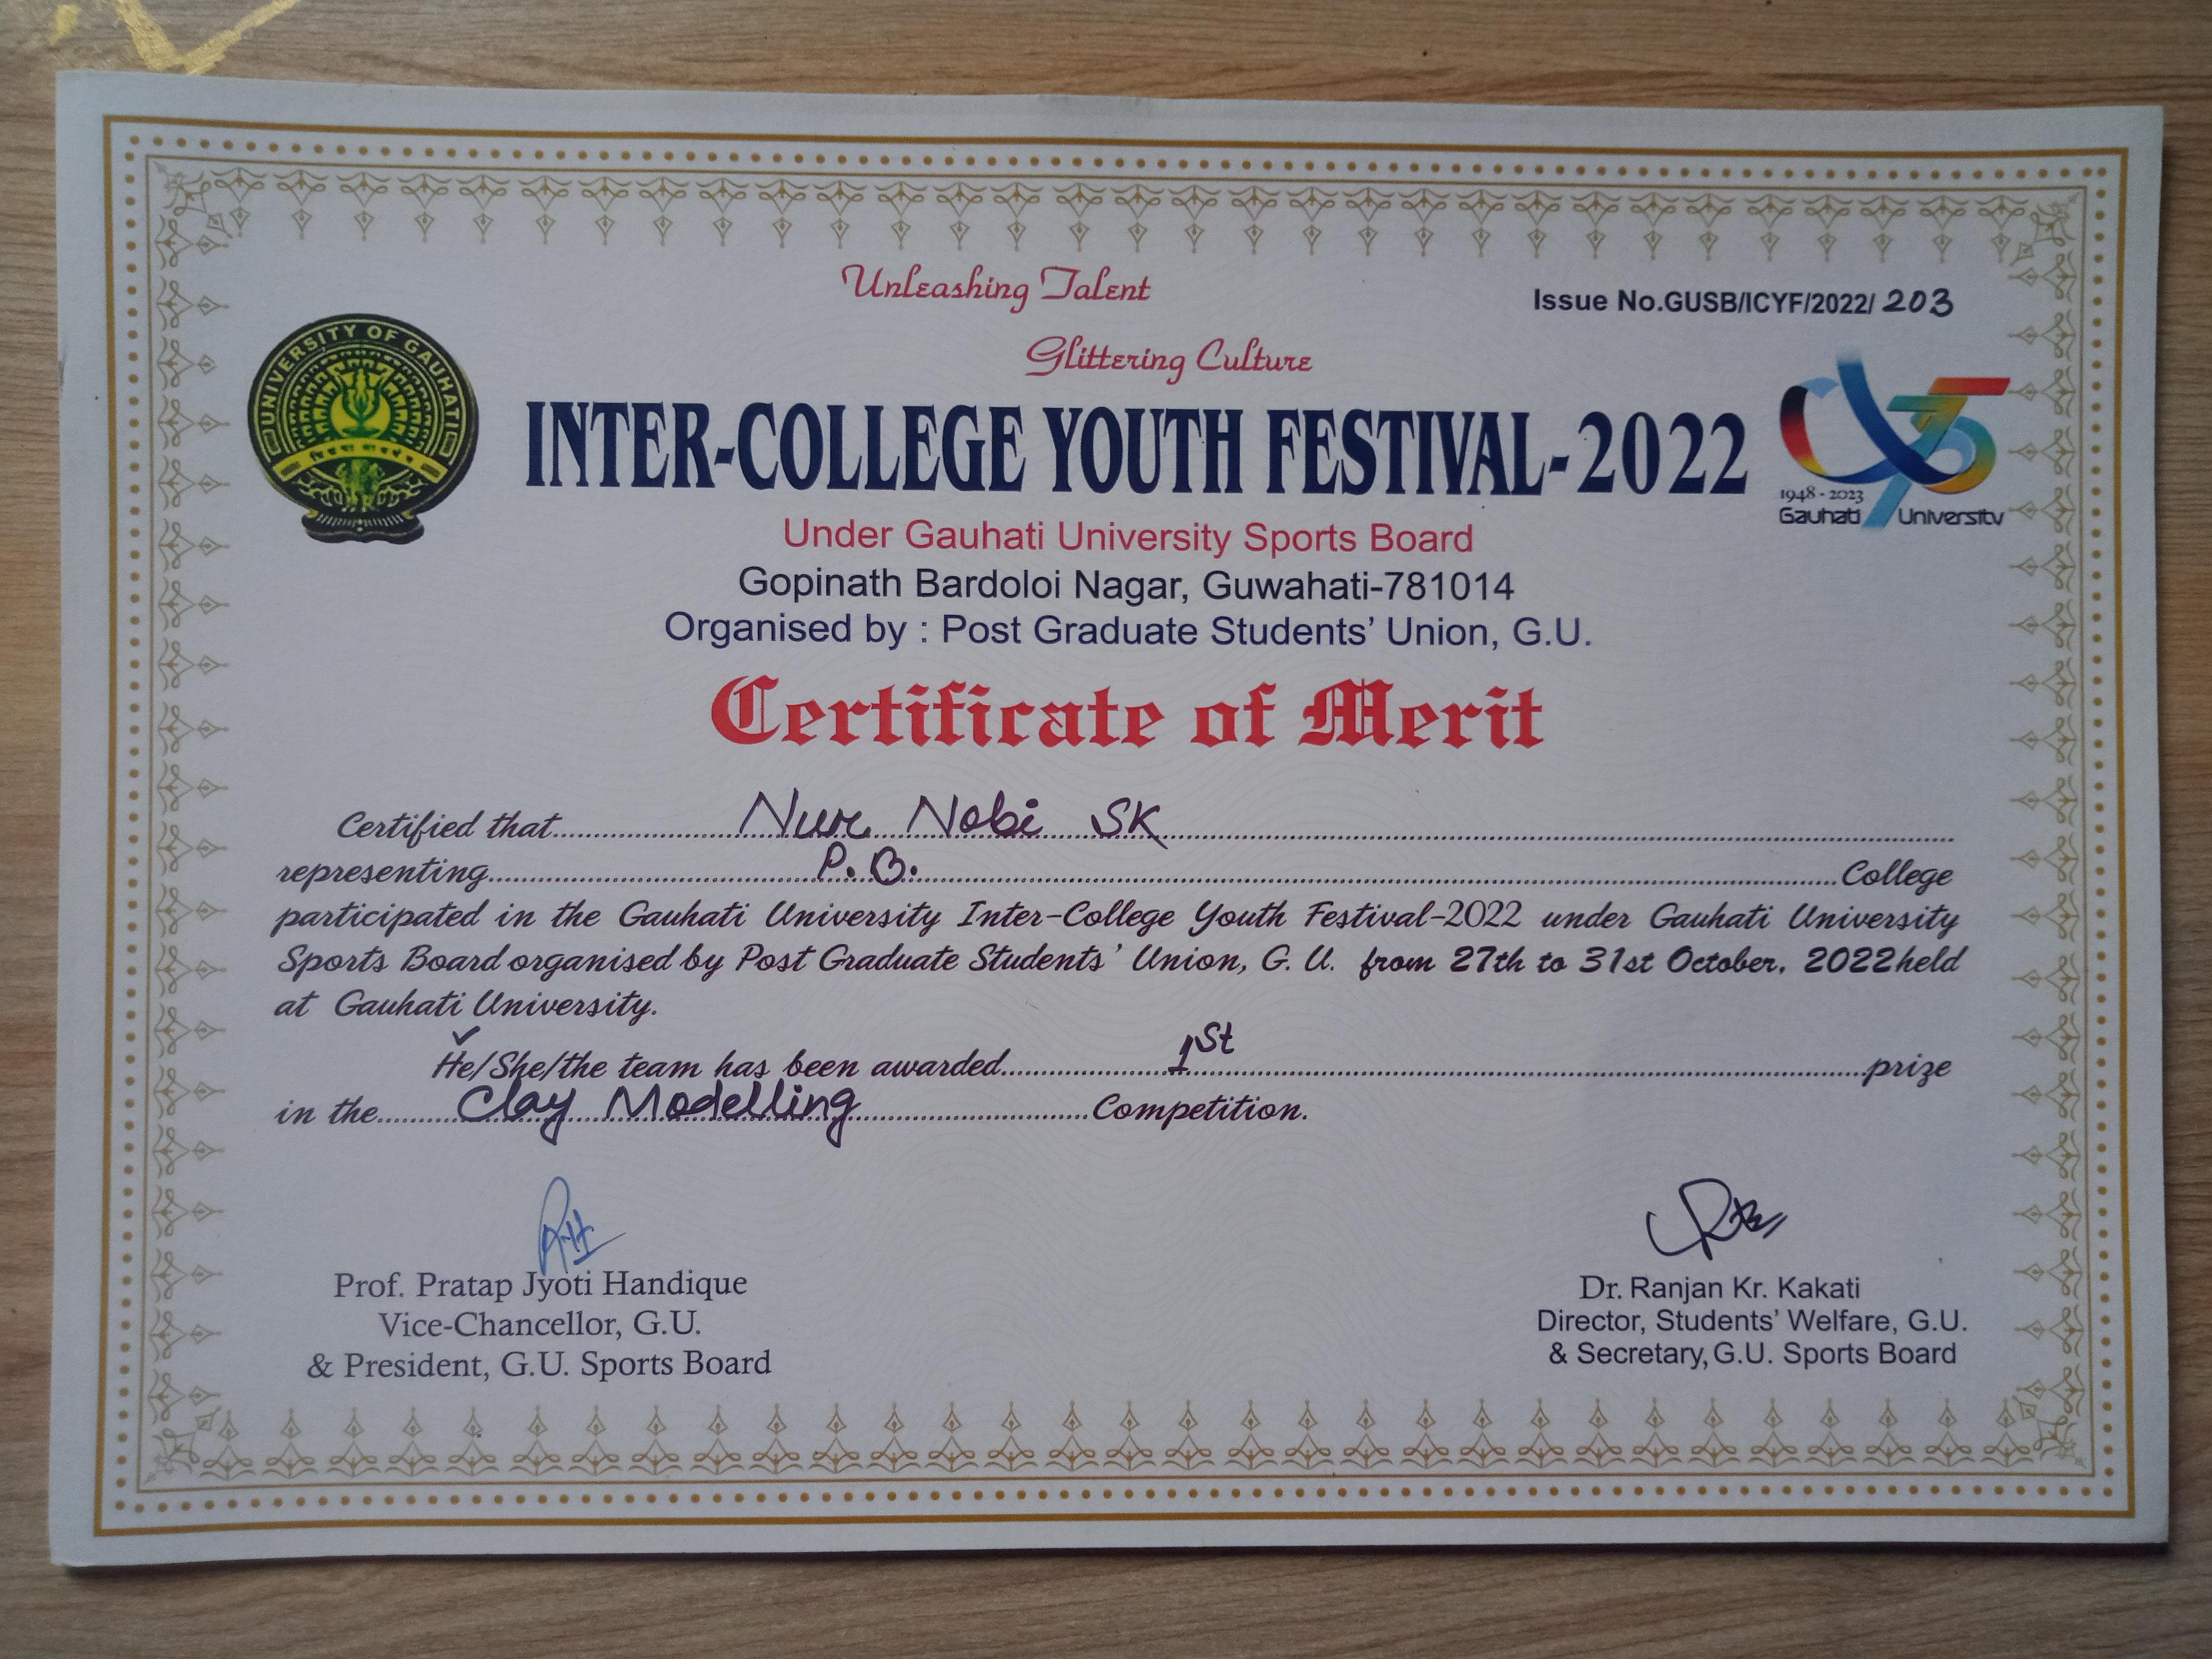 Unleashing Talent
Issue No.GUSB/ICYF/2022/ 203
Glittering Culture
UNIVERSITY OF GAUHATI
INTER-COLLEGE YOUTH FESTIVAL-2022
75
1948 - 2023
Gauhati University
Under Gauhati University Sports Board
Gopinath Bardoloi Nagar, Guwahati-781014
Organised by : Post Graduate Students' Union, G.U.
Certificate of Merit
Certified that Nur Nobi SK
representing P.B. College
participated in the Gauhati University Inter-College Youth Festival-2022 under Gauhati University
Sports Board organised by Post Graduate Students' Union, G. U. from 27th to 31st October, 2022 held
at Gauhati University.
He/She/the team has been awarded 1st prize
in the Clay Modelling Competition.
Prof. Pratap Jyoti Handique
Vice-Chancellor, G.U.
& President, G.U. Sports Board
Dr. Ranjan Kr. Kakati
Director, Students' Welfare, G.U.
& Secretary, G.U. Sports Board